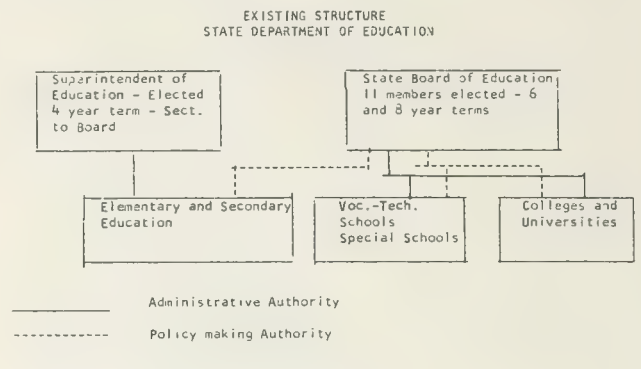 EXISTING STRUCTURE
STATE DEPARTMENT OF EDUCATION
Superintendent of
Education - Elected
4 year term - Sect.
to Board
State Board of Education
11 members elected - 6
and 8 year terms
Elementary and Secondary
Education
Voc.-Tech.
Schools
Special Schools
Colleges and
Universities
Administrative Authority
Policy making Authority